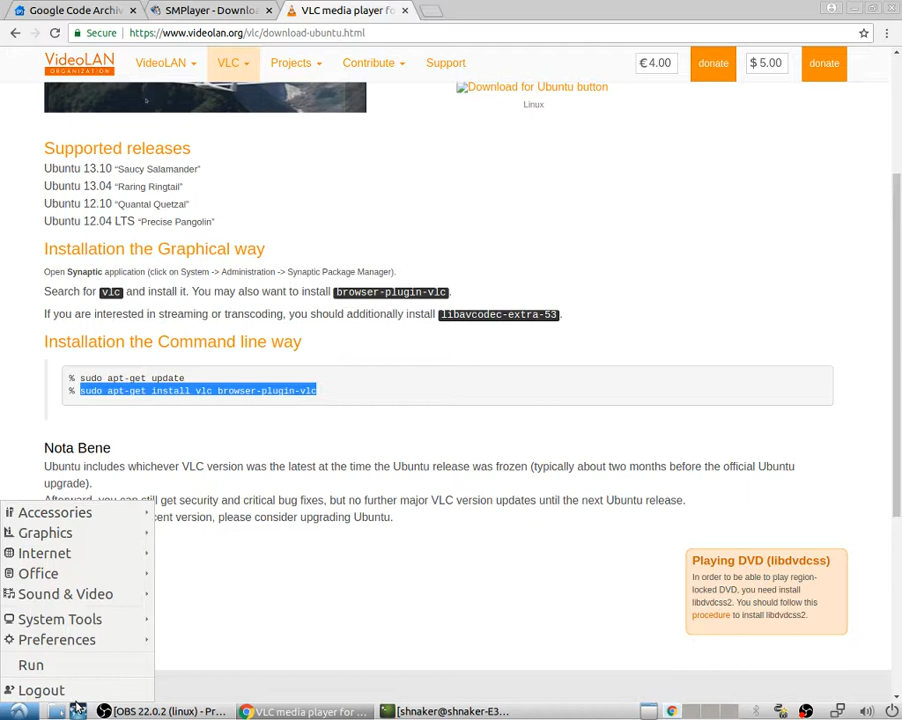 Google Code Archiv
SMPlayer - Downloa
VLC media player fo
Secure
https://www.videolan.org/vlc/download-ubuntu.html
VideoLAN
ORGANIZATION
VideoLAN
VLC
Projects
Contribute
Support
€ 4.00
donate
$ 5.00
donate
Download for Ubuntu button
Linux
Supported releases
Ubuntu 13.10 “Saucy Salamander”
Ubuntu 13.04 “Raring Ringtail”
Ubuntu 12.10 “Quantal Quetzal”
Ubuntu 12.04 LTS “Precise Pangolin”
Installation the Graphical way
Open Synaptic application (click on System -> Administration -> Synaptic Package Manager).
Search for vlc and install it. You may also want to install browser-plugin-vlc.
If you are interested in streaming or transcoding, you should additionally install libavcodec-extra-53.
Installation the Command line way
% sudo apt-get update
% sudo apt-get install vlc browser-plugin-vlc
Nota Bene
Ubuntu includes whichever VLC version was the latest at the time the Ubuntu release was frozen (typically about two months before the official Ubuntu
upgrade).
Afterward, you can still get security and critical bug fixes, but no further major VLC version updates until the next Ubuntu release.
cent version, please consider upgrading Ubuntu.
Playing DVD (libdvdcss)
In order to be able to play region-
locked DVD, you need install
libdvdcss2. You should follow this
procedure to install libdvdcss2.
Accessories
Graphics
Internet
Office
Sound & Video
System Tools
Preferences
Run
Logout
[OBS 22.0.2 (linux) - Pr...
VLC media player for ...
[shnaker@shnaker-E3...